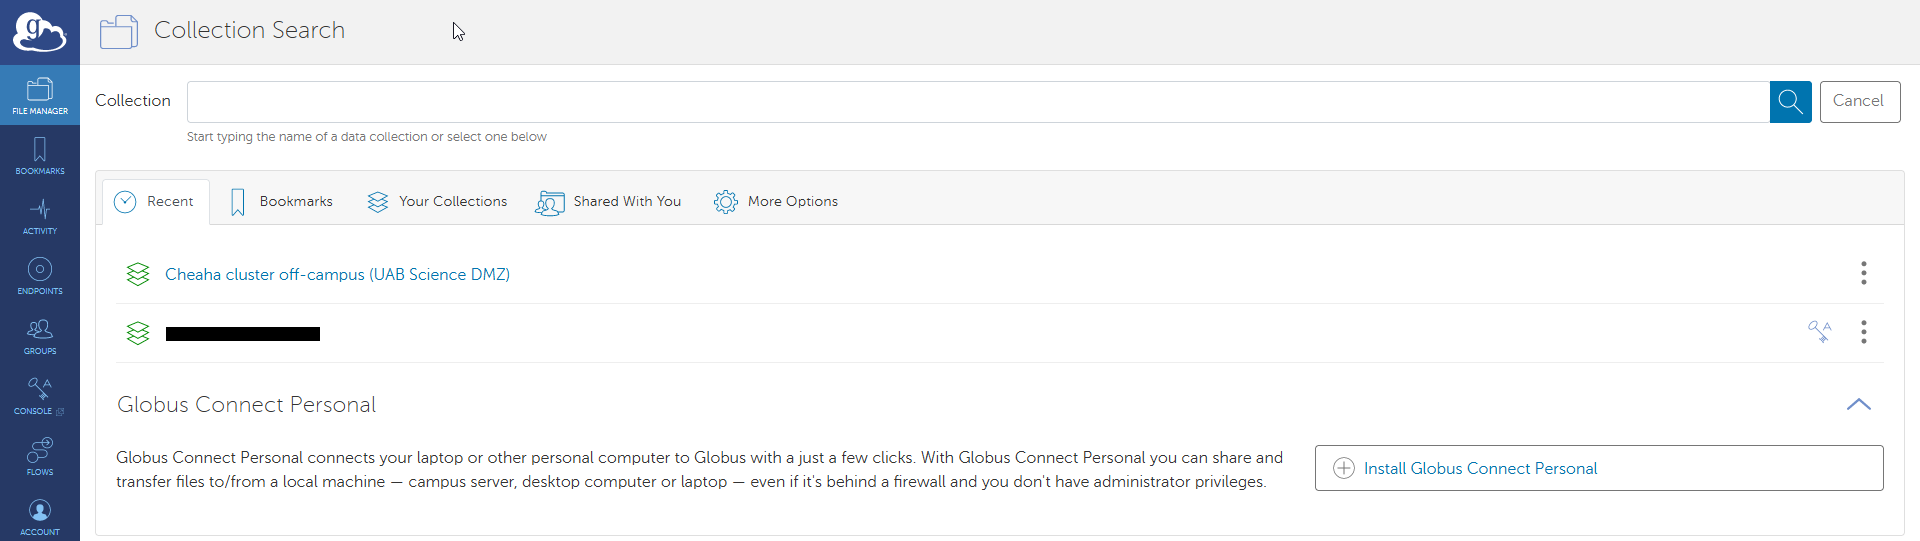 g
Collection Search
FILE MANAGER
BOOKMARKS
ACTIVITY
ENDPOINTS
GROUPS
CONSOLE
FLOWS
ACCOUNT
Collection
Cancel
Start typing the name of a data collection or select one below
Recent Bookmarks Your Collections Shared With You More Options
Cheaha cluster off-campus (UAB Science DMZ)
Globus Connect Personal
Globus Connect Personal connects your laptop or other personal computer to Globus with a just a few clicks. With Globus Connect Personal you can share and
transfer files to/from a local machine — campus server, desktop computer or laptop — even if it's behind a firewall and you don't have administrator privileges.
Install Globus Connect Personal